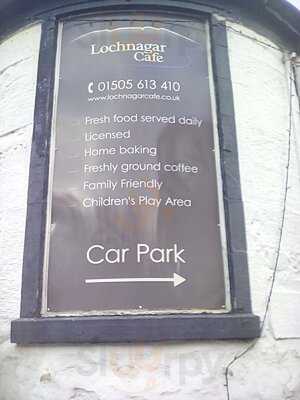 Lochnagar
Cafe
01505 613 410
www.lochnagarcafe.co.uk
Fresh food served daily
Licensed
Home baking
Freshly ground coffee
Family Friendly
Children's Play Area
Car Park
Sluurpy